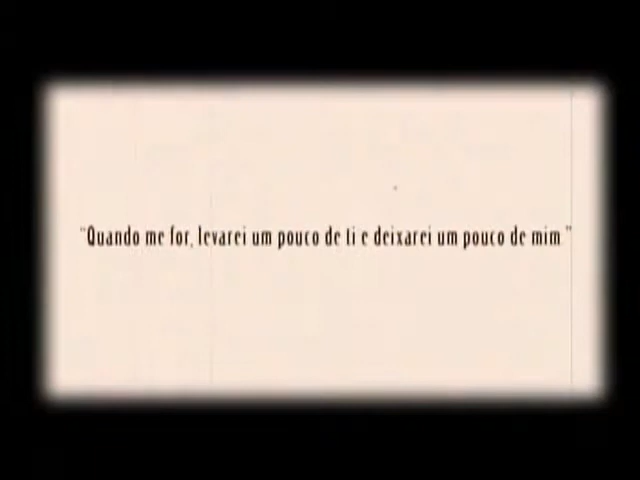 "Quando me for, levarei um pouco de ti e deixarei um pouco de mim"